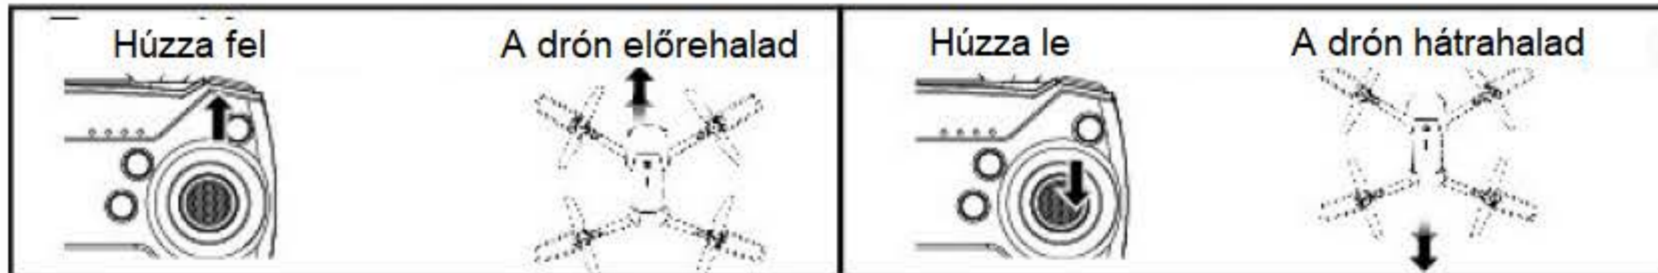 Húzza fel
A drón előrehalad
Húzza le
A drón hátrahalad